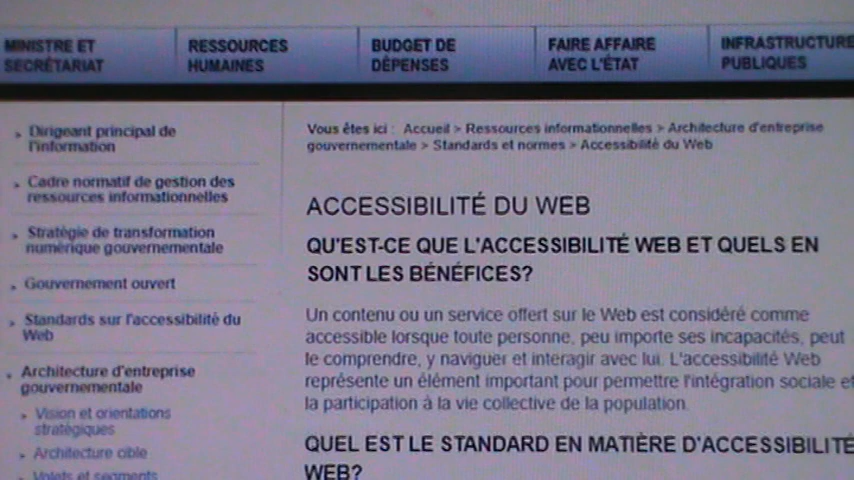 MINISTRE ET
SECRÉTARIAT
RESSOURCES
HUMAINES
BUDGET DE
DÉPENSES
FAIRE AFFAIRE
AVEC L'ÉTAT
INFRASTRUCTURE
PUBLIQUES
Dirigeant principal de
l'information
Cadre normatif de gestion des
ressources informationnelles
Stratégie de transformation
numérique gouvernementale
Gouvernement ouvert
Standards sur l'accessibilité du
Web
Architecture d'entreprise
gouvernementale
Vision et orientations
stratégiques
Architecture cible
Volets et segments
Vous êtes ici : Accueil > Ressources informationnelles > Architecture d'entreprise
gouvernementale > Standards et normes > Accessibilité du Web
ACCESSIBILITÉ DU WEB
QU'EST-CE QUE L'ACCESSIBILITÉ WEB ET QUELS EN
SONT LES BÉNÉFICES?
Un contenu ou un service offert sur le Web est considéré comme
accessible lorsque toute personne, peu importe ses incapacités, peut
le comprendre, y naviguer et interagir avec lui. L'accessibilité Web
représente un élément important pour permettre l'intégration sociale et
la participation à la vie collective de la population.
QUEL EST LE STANDARD EN MATIÈRE D'ACCESSIBILITÉ
WEB?